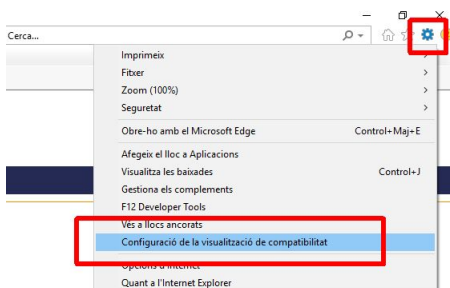 Cerca...
Imprimeix
Fitxer
Zoom (100%)
Seguretat
Obre-ho amb el Microsoft Edge Control+Maj+E
Afegeix el lloc a Aplicacions
Visualitza les baixades Control+J
Gestiona els complements
F12 Developer Tools
Vés a llocs ancorats
Configuració de la visualització de compatibilitat
Opcions d'Internet
Quant a l'Internet Explorer